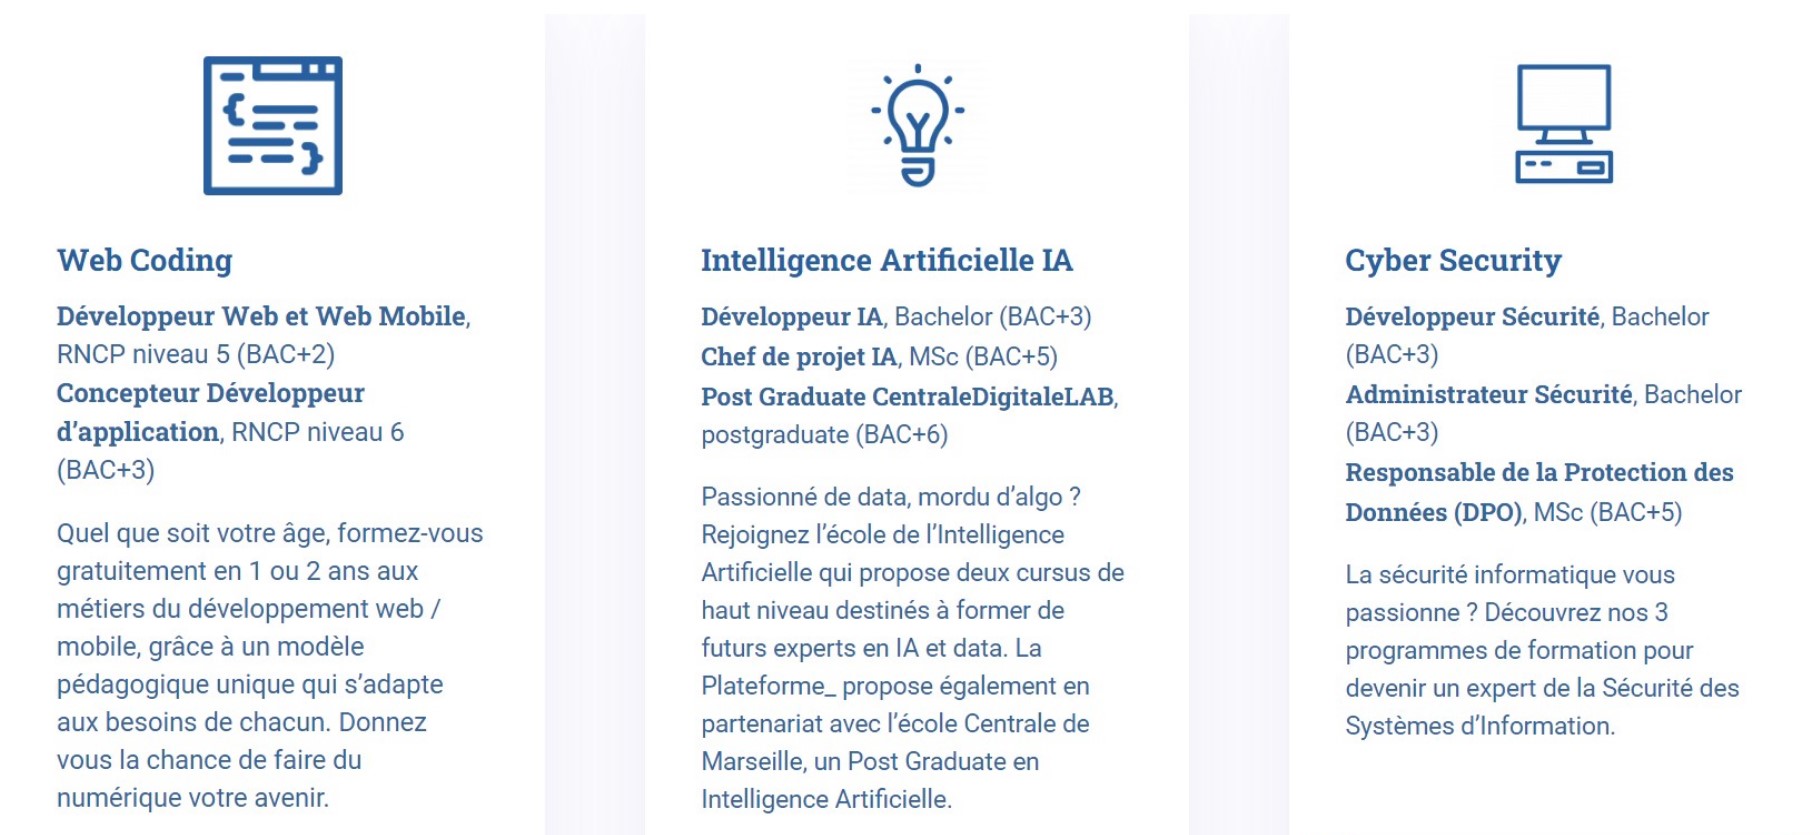 Web Coding
Développeur Web et Web Mobile,
RNCP niveau 5 (BAC+2)
Concepteur Développeur
d’application, RNCP niveau 6
(BAC+3)
Quel que soit votre âge, formez-vous
gratuitement en 1 ou 2 ans aux
métiers du développement web /
mobile, grâce à un modèle
pédagogique unique qui s’adapte
aux besoins de chacun. Donnez
vous la chance de faire du
numérique votre avenir.
Intelligence Artificielle IA
Développeur IA, Bachelor (BAC+3)
Chef de projet IA, MSc (BAC+5)
Post Graduate CentraleDigitaleLAB,
postgraduate (BAC+6)
Passionné de data, mordu d’algo ?
Rejoignez l’école de l’Intelligence
Artificielle qui propose deux cursus de
haut niveau destinés à former de
futurs experts en IA et data. La
Plateforme_ propose également en
partenariat avec l’école Centrale de
Marseille, un Post Graduate en
Intelligence Artificielle.
Cyber Security
Développeur Sécurité, Bachelor
(BAC+3)
Administrateur Sécurité, Bachelor
(BAC+3)
Responsable de la Protection des
Données (DPO), MSc (BAC+5)
La sécurité informatique vous
passionne ? Découvrez nos 3
programmes de formation pour
devenir un expert de la Sécurité des
Systèmes d’Information.